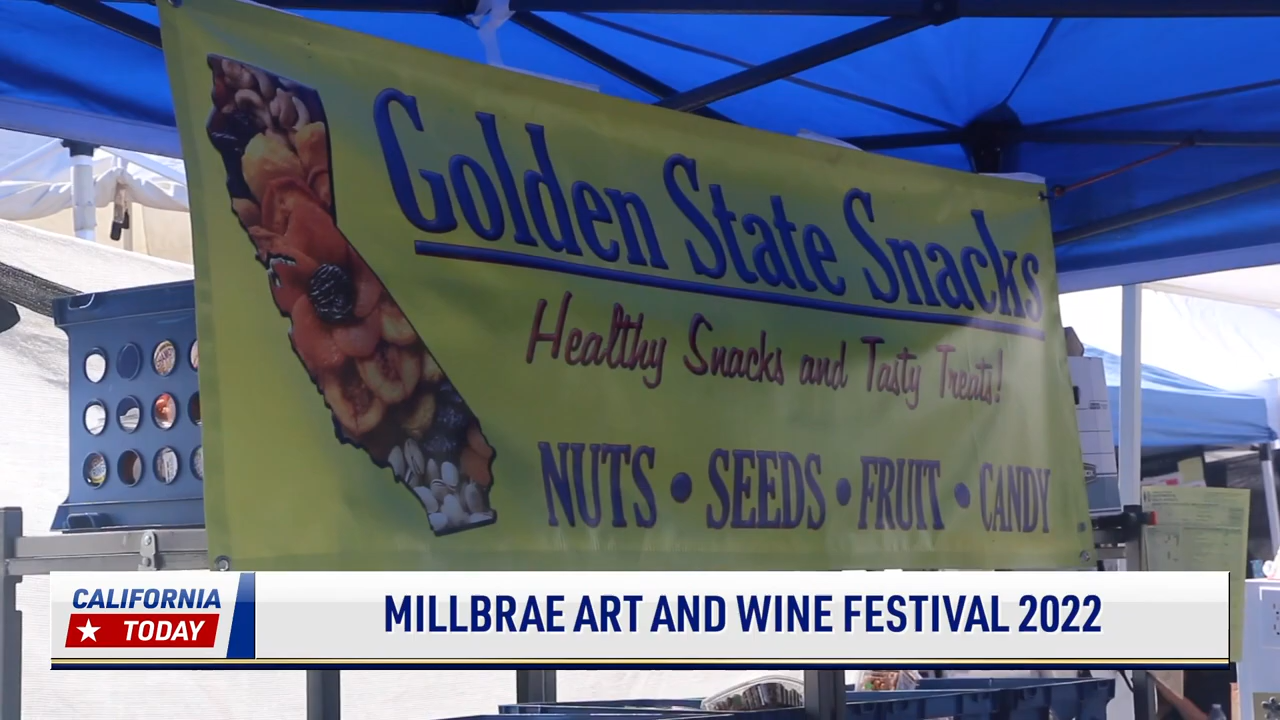 Golden State Snacks
Healthy Snacks and Tasty Treats!
NUTS • SEEDS • FRUIT • CANDY
CALIFORNIA
TODAY
MILLBRAE ART AND WINE FESTIVAL 2022